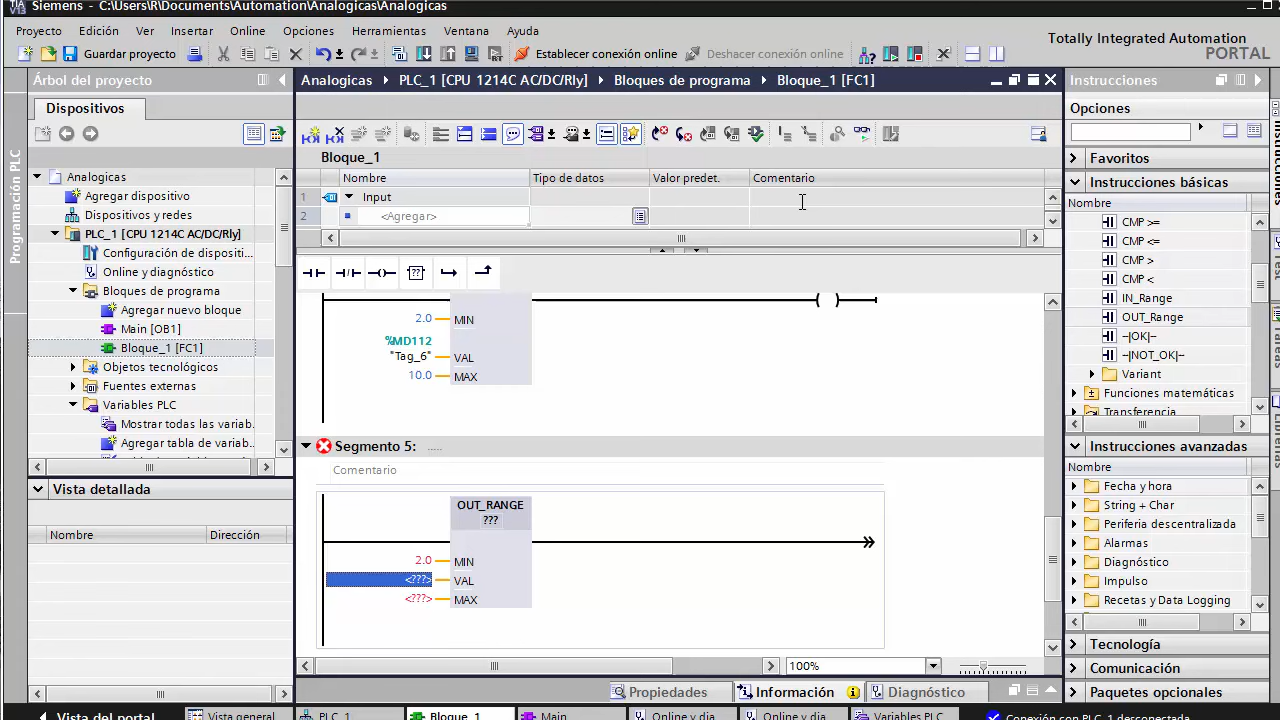 Siemens - C:\Users\R\Documents\Automation\Analogicas\Analogicas
V13
Proyecto Edición Ver Insertar Online Opciones Herramientas Ventana Ayuda
Totally Integrated Automation
PORTAL
Guardar proyecto Establecer conexión online Deshacer conexión online
Árbol del proyecto
Analogicas PLC_1 [CPU 1214C AC/DC/Rly] Bloques de programa Bloque_1 [FC1]
Instrucciones
Dispositivos
Opciones
Programación PLC
Bloque_1
Nombre Tipo de datos Valor predet. Comentario
1 Input
2 <Agregar>
Analogicas
Agregar dispositivo
Dispositivos y redes
PLC_1 [CPU 1214C AC/DC/Rly]
Configuración de dispositi...
Online y diagnóstico
Bloques de programa
Agregar nuevo bloque
Main [OB1]
Bloque_1 [FC1]
Objetos tecnológicos
Fuentes externas
Variables PLC
Mostrar todas las variab..
Agregar tabla de variab..
Vista detallada
Nombre Dirección
??
2.0 MIN
%MD112
"Tag_6" VAL
10.0 MAX
Segmento 5: .....
Comentario
OUT_RANGE
???
2.0 MIN
<???> VAL
<???> MAX
100%
Propiedades Información Diagnóstico
Favoritos
Instrucciones básicas
Nombre
CMP >=
CMP <=
CMP >
CMP <
IN_Range
OUT_Range
–|OK|–
–|NOT_OK|–
Variant
Funciones matemáticas
Transferencia
Instrucciones avanzadas
Nombre
Fecha y hora
String + Char
Periferia descentralizada
Alarmas
Diagnóstico
Impulso
Recetas y Data Logging
Tecnología
Comunicación
Paquetes opcionales
Vista del portal Vista general PLC_1 Bloque_1 Main Online y dia... Online y dia... Variables PLC Conexión con PLC_1 desconectada